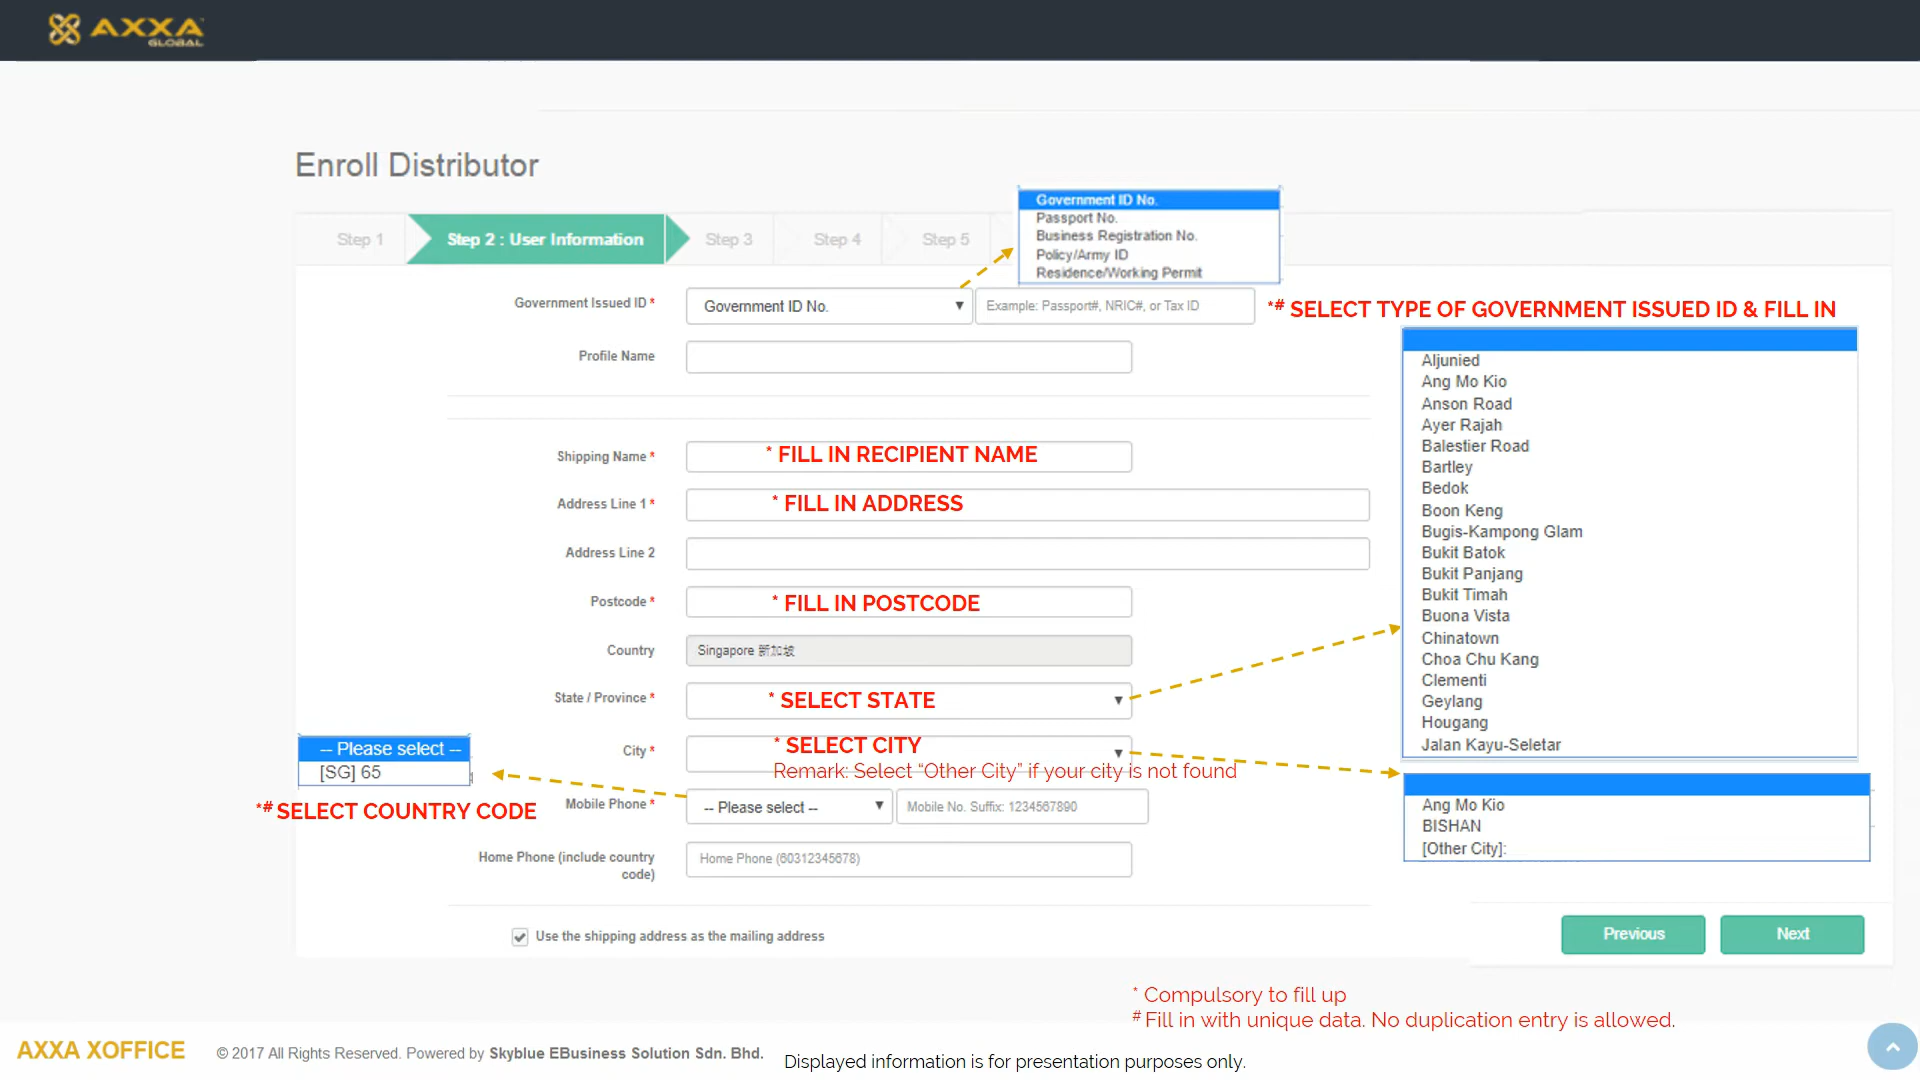 AXXA
GLOBAL
Enroll Distributor
Step 1
Step 2 : User Information
Step 3
Step 4
Step 5
Government ID No.
Passport No.
Business Registration No.
Policy/Army ID
Residence/Working Permit
Government Issued ID *
Government ID No.
Example: Passport#, NRIC#, or Tax ID
*# SELECT TYPE OF GOVERNMENT ISSUED ID & FILL IN
Profile Name
Shipping Name *
* FILL IN RECIPIENT NAME
Address Line 1 *
* FILL IN ADDRESS
Address Line 2
Postcode *
* FILL IN POSTCODE
Country
Singapore 新加坡
State / Province *
* SELECT STATE
City *
* SELECT CITY
Remark: Select “Other City” if your city is not found
Aljunied
Ang Mo Kio
Anson Road
Ayer Rajah
Balestier Road
Bartley
Bedok
Boon Keng
Bugis-Kampong Glam
Bukit Batok
Bukit Panjang
Bukit Timah
Buona Vista
Chinatown
Choa Chu Kang
Clementi
Geylang
Hougang
Jalan Kayu-Seletar
-- Please select --
[SG] 65
*# SELECT COUNTRY CODE
Mobile Phone *
-- Please select --
Mobile No. Suffix: 1234567890
Ang Mo Kio
BISHAN
[Other City]:
Home Phone (include country
code)
Home Phone (60312345678)
Use the shipping address as the mailing address
Previous
Next
* Compulsory to fill up
# Fill in with unique data. No duplication entry is allowed.
AXXA XOFFICE
© 2017 All Rights Reserved. Powered by Skyblue EBusiness Solution Sdn. Bhd.
Displayed information is for presentation purposes only.